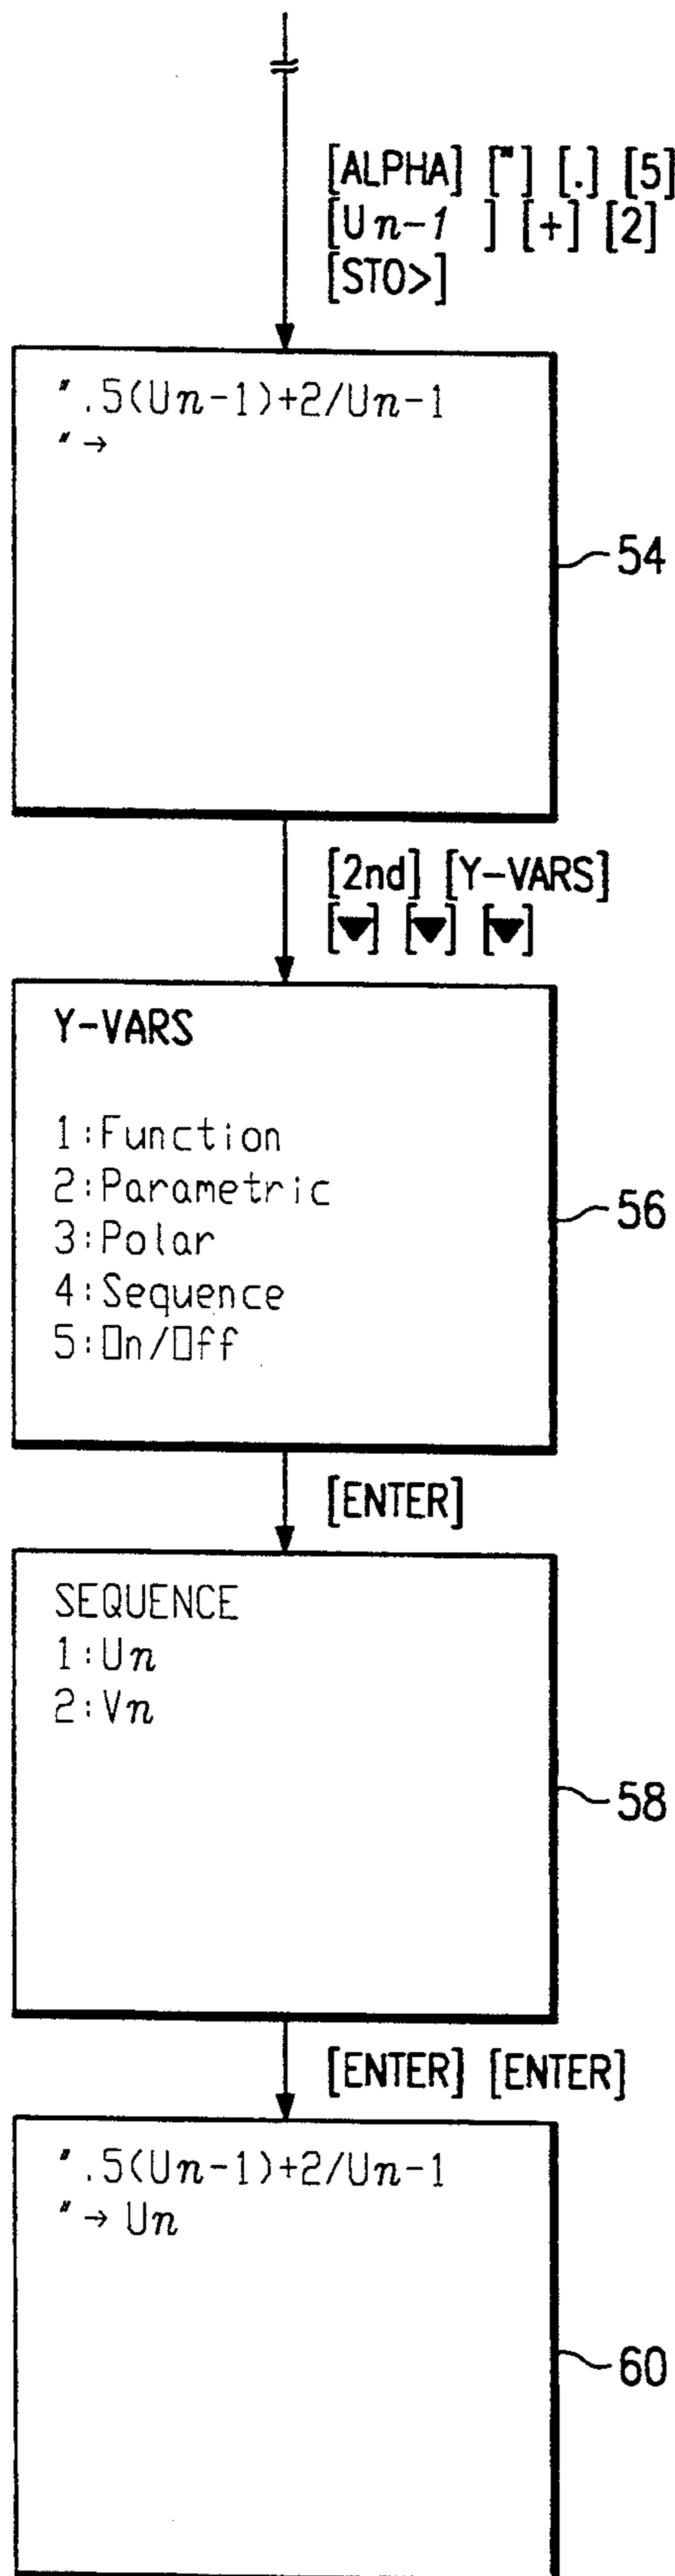 [ALPHA] ["] [.] [5]
[Un-1 ] [+] [2]
[STO>]
".5(Un-1)+2/Un-1
"→
54
[2nd] [Y-VARS]
[▼] [▼] [▼]
Y-VARS
1:Function
2:Parametric
3:Polar
4:Sequence
5:On/Off
56
[ENTER]
SEQUENCE
1:Un
2:Vn
58
[ENTER] [ENTER]
".5(Un-1)+2/Un-1
"→ Un
60